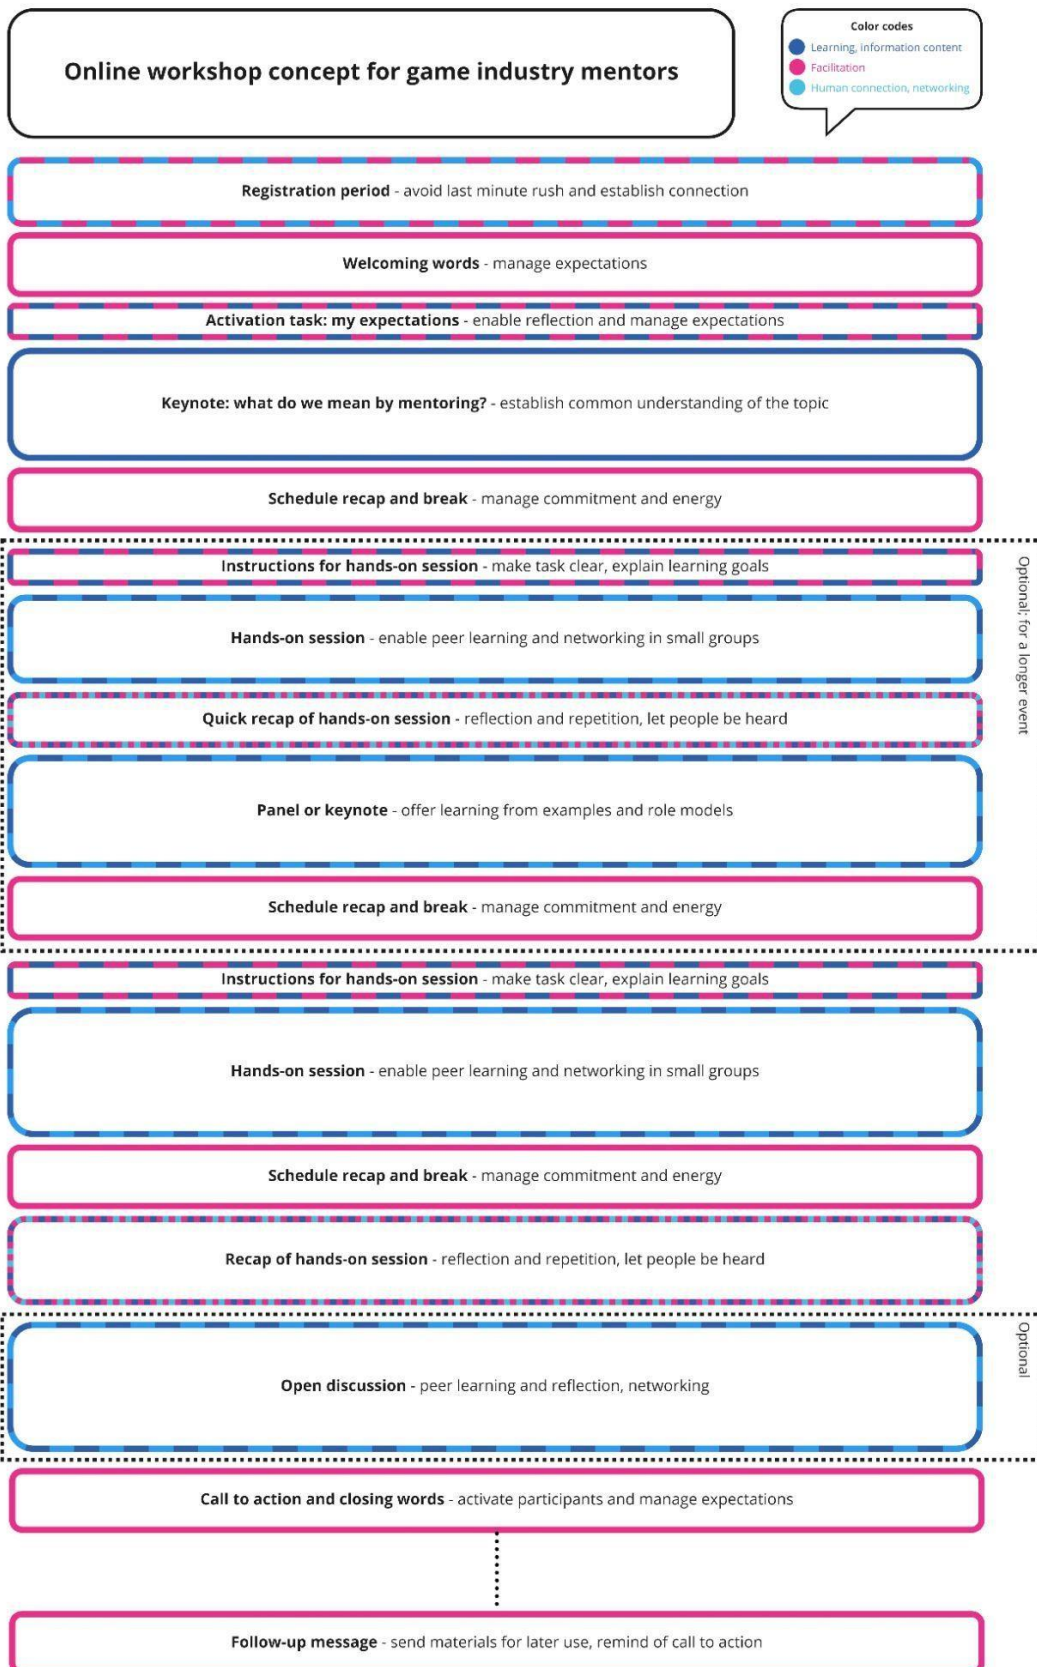 Online workshop concept for game industry mentors
Color codes
Learning, information content
Facilitation
Human connection, networking
Registration period - avoid last minute rush and establish connection
Welcoming words - manage expectations
Activation task: my expectations - enable reflection and manage expectations
Keynote: what do we mean by mentoring? - establish common understanding of the topic
Schedule recap and break - manage commitment and energy
Optional; for a longer event
Instructions for hands-on session - make task clear, explain learning goals
Hands-on session - enable peer learning and networking in small groups
Quick recap of hands-on session - reflection and repetition, let people be heard
Panel or keynote - offer learning from examples and role models
Schedule recap and break - manage commitment and energy
Instructions for hands-on session - make task clear, explain learning goals
Hands-on session - enable peer learning and networking in small groups
Schedule recap and break - manage commitment and energy
Recap of hands-on session - reflection and repetition, let people be heard
Optional
Open discussion - peer learning and reflection, networking
Call to action and closing words - activate participants and manage expectations
Follow-up message - send materials for later use, remind of call to action